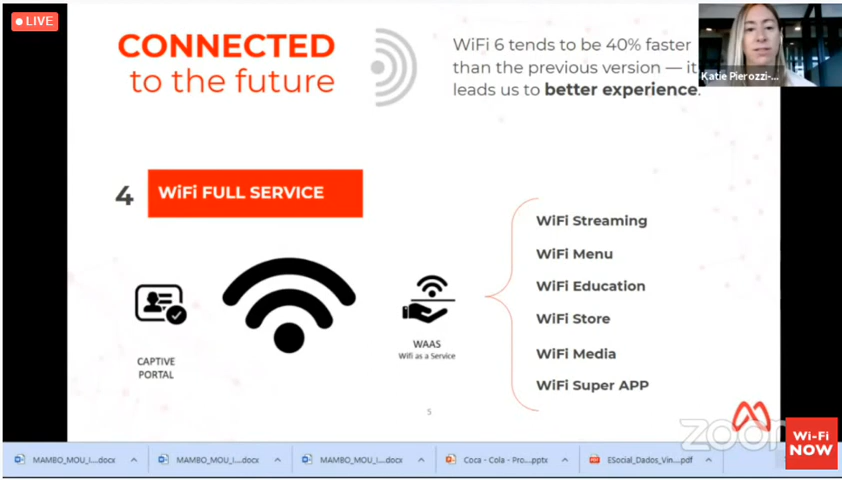 LIVE
CONNECTED
to the future
WiFi 6 tends to be 40% faster
than the previous version — it
leads us to better experience.
Katie Pierozzi-...
4
WiFi FULL SERVICE
WiFi Streaming
WiFi Menu
WiFi Education
WiFi Store
WiFi Media
WiFi Super APP
CAPTIVE
PORTAL
WAAS
Wifi as a Service
5
zoom
Wi-Fi
NOW
MAMBO_MOU_I....docx
MAMBO_MOU_I....docx
MAMBO_MOU_I....docx
Coca - Cola - Pro....pptx
ESocial_Dados_Vin....pdf